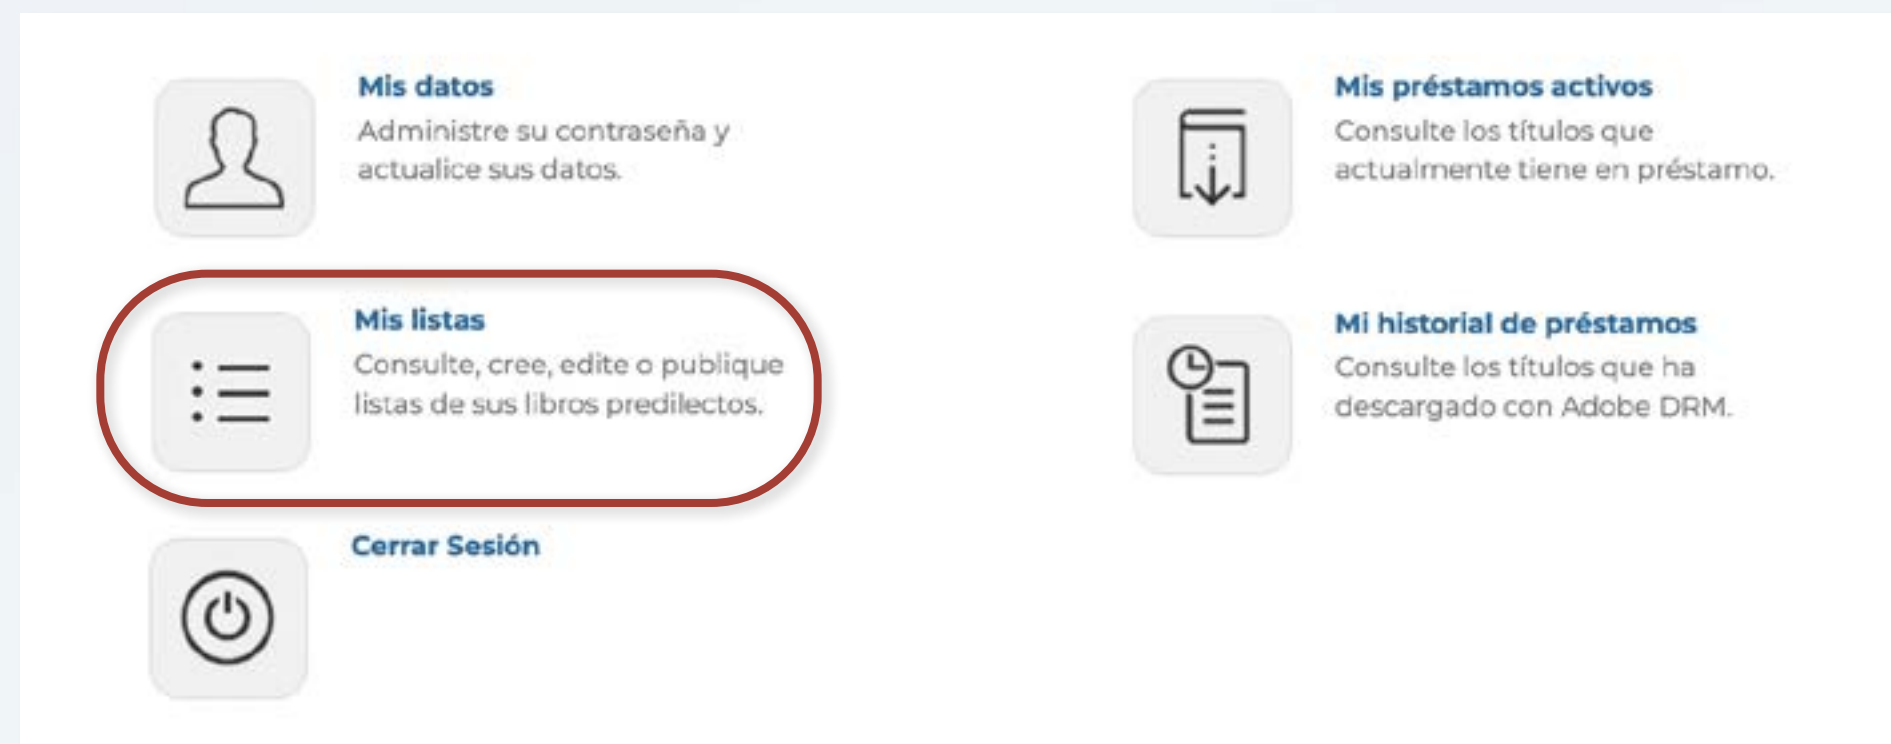 Mis datos
Administre su contraseña y
actualice sus datos.
Mis préstamos activos
Consulte los títulos que
actualmente tiene en préstamo.
Mis listas
Consulte, cree, edite o publique
listas de sus libros predilectos.
Mi historial de préstamos
Consulte los títulos que ha
descargado con Adobe DRM.
Cerrar Sesión